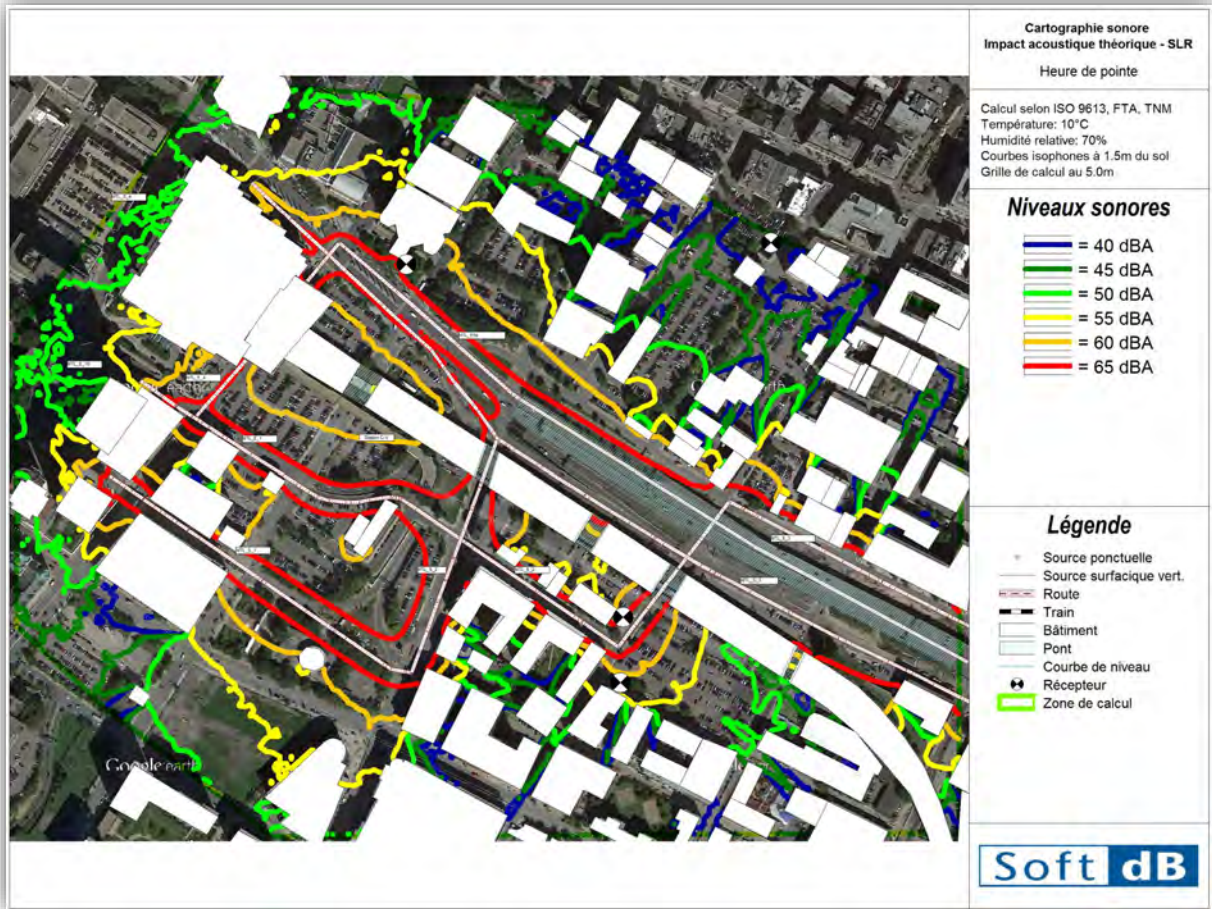 Cartographie sonore
Impact acoustique théorique - SLR
Heure de pointe
Calcul selon ISO 9613, FTA, TNM
Température: 10°C
Humidité relative: 70%
Courbes isophones à 1.5m du sol
Grille de calcul au 5.0m
Niveaux sonores
= 40 dBA
= 45 dBA
= 50 dBA
= 55 dBA
= 60 dBA
= 65 dBA
Légende
Source ponctuelle
Source surfacique vert.
Route
Train
Bâtiment
Pont
Courbe de niveau
Récepteur
Zone de calcul
Google earth
Soft dB